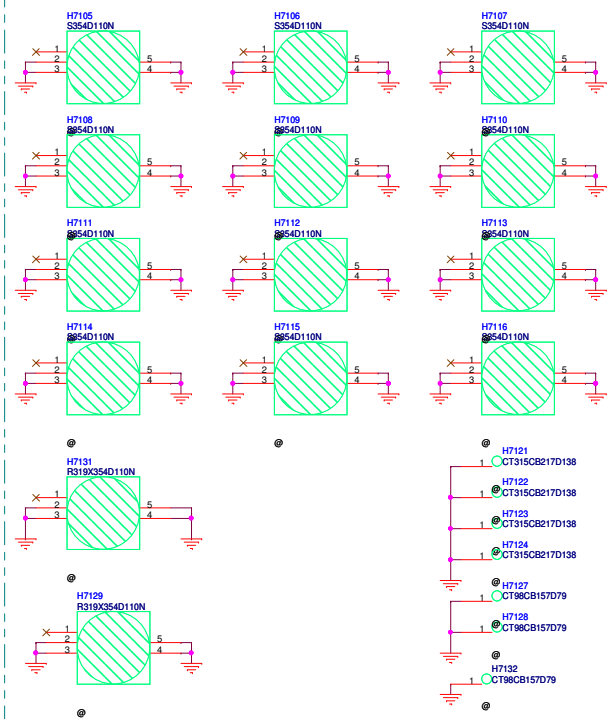 H7105 H7106 H7107
S354D110N S354D110N S354D110N
1 5 1 5 1 5
2 2 2
3 4 3 4 3 4
H7108 H7109 H7110
S354D110N S354D110N S354D110N
@ @ @
1 5 1 5 1 5
2 2 2
3 4 3 4 3 4
H7111 H7112 H7113
S354D110N S354D110N S354D110N
@ @ @
1 5 1 5 1 5
2 2 2
3 4 3 4 3 4
H7114 H7115 H7116
S354D110N S354D110N S354D110N
@ @ @
1 5 1 5 1 5
2 2 2
3 4 3 4 3 4
@ @ @
H7131
R319X354D110N
1 5
2
3 4
@
H7129
R319X354D110N
1 5
2
3 4
@
H7121
1 CT315CB217D138
H7122
@
1 CT315CB217D138
H7123
@
1 CT315CB217D138
H7124
@
1 CT315CB217D138
@
H7127
1 CT98CB157D79
H7128
@
1 CT98CB157D79
@
H7132
1 CT98CB157D79
@